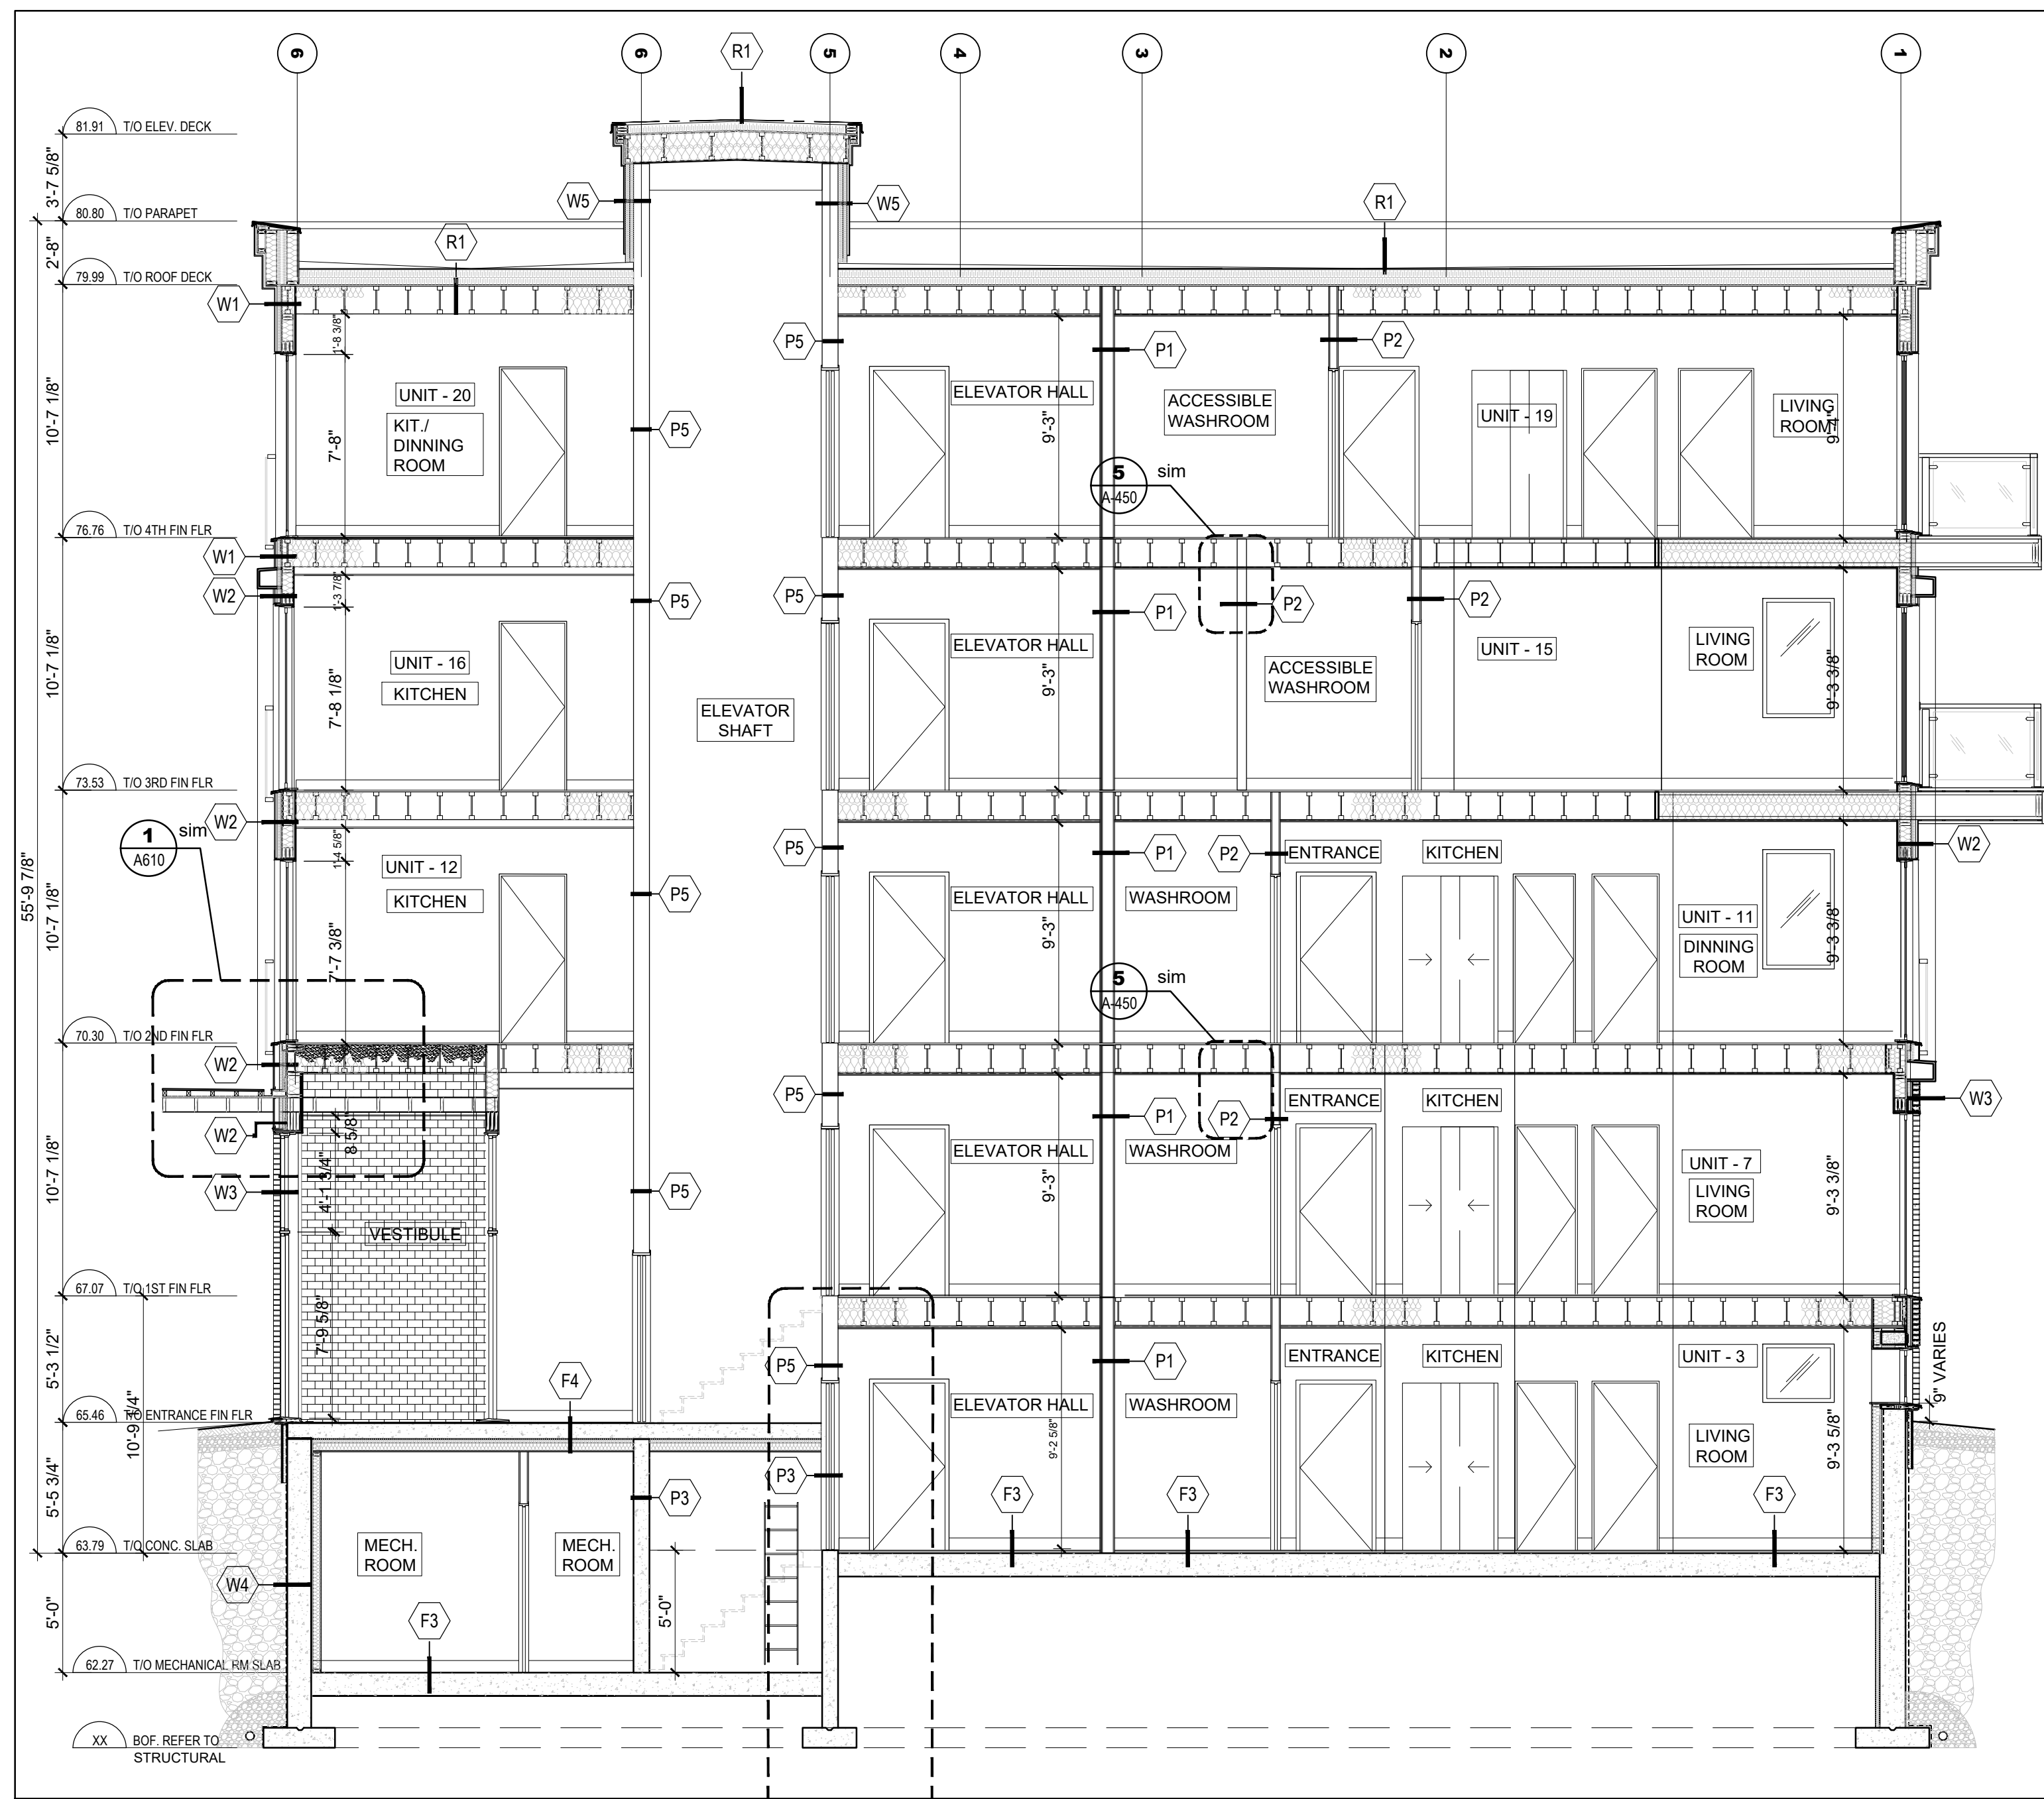 6
6
R1
5
4
3
2
1
81.91 T/O ELEV. DECK
3'-7 5/8"
80.80 T/O PARAPET
2'-8"
79.99 T/O ROOF DECK
W5
W5
R1
R1
W1
1'-8 3/8"
P5
P1
P2
10'-7 1/8"
UNIT - 20
KIT./
DINNING
ROOM
7'-8"
P5
ELEVATOR HALL
9'-3"
ACCESSIBLE
WASHROOM
UNIT - 19
LIVING
ROOM
9'-4"
5
A-450
sim
76.76 T/O 4TH FIN FLR
W1
W2
1'-3 7/8"
P5
P5
P1
P2
P2
10'-7 1/8"
UNIT - 16
KITCHEN
7'-8 1/8"
ELEVATOR
SHAFT
ELEVATOR HALL
9'-3"
ACCESSIBLE
WASHROOM
UNIT - 15
LIVING
ROOM
9'-3 3/8"
73.53 T/O 3RD FIN FLR
1
A610
sim
W2
1'-4 5/8"
P5
P1
P2
ENTRANCE
KITCHEN
W2
55'-9 7/8"
10'-7 1/8"
UNIT - 12
KITCHEN
7'-7 3/8"
P5
ELEVATOR HALL
9'-3"
WASHROOM
UNIT - 11
DINNING
ROOM
9'-3 3/8"
5
A-450
sim
70.30 T/O 2ND FIN FLR
W2
W2
8 5/8"
4'-1 3/4"
P5
P1
P2
ENTRANCE
KITCHEN
W3
10'-7 1/8"
W3
VESTIBULE
7'-9 5/8"
P5
ELEVATOR HALL
9'-3"
WASHROOM
UNIT - 7
LIVING
ROOM
9'-3 3/8"
67.07 T/O 1ST FIN FLR
5'-3 1/2"
F4
P5
P1
ENTRANCE
KITCHEN
UNIT - 3
9" VARIES
65.46 T/O ENTRANCE FIN FLR
10'-9 1/4"
ELEVATOR HALL
9'-2 5/8"
WASHROOM
LIVING
ROOM
9'-3 5/8"
5'-5 3/4"
P3
P3
F3
F3
F3
63.79 T/O CONC. SLAB
MECH.
ROOM
MECH.
ROOM
W4
5'-0"
F3
5'-0"
62.27 T/O MECHANICAL RM SLAB
XX BOF. REFER TO
STRUCTURAL